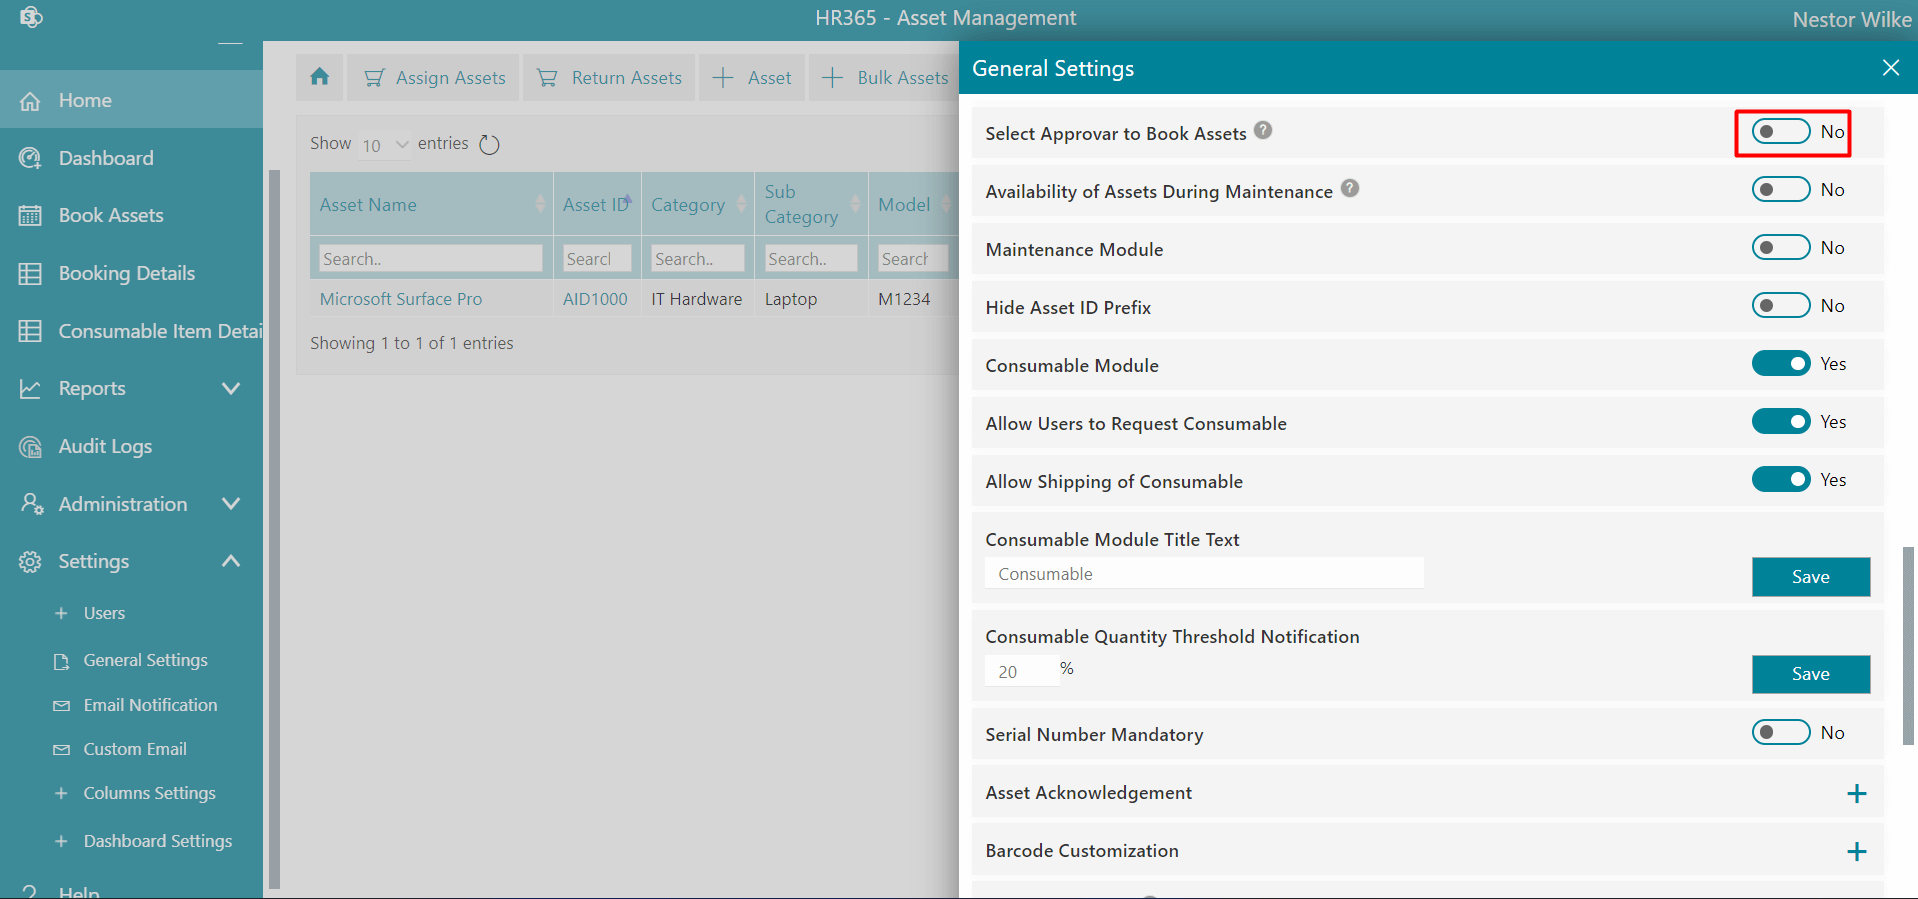 HR365 - Asset Management
Nestor Wilke
Home
Dashboard
Book Assets
Booking Details
Consumable Item Detai
Reports
Audit Logs
Administration
Settings
Users
General Settings
Email Notification
Custom Email
Columns Settings
Dashboard Settings
Help
Assign Assets
Return Assets
Asset
Bulk Assets
Show 10 entries
Asset Name
Asset ID
Category
Sub Category
Model
Search..
Search
Search..
Search..
Search
Microsoft Surface Pro
AID1000
IT Hardware
Laptop
M1234
Showing 1 to 1 of 1 entries
General Settings
Select Approvar to Book Assets ? No
Availability of Assets During Maintenance ? No
Maintenance Module No
Hide Asset ID Prefix No
Consumable Module Yes
Allow Users to Request Consumable Yes
Allow Shipping of Consumable Yes
Consumable Module Title Text
Consumable
Save
Consumable Quantity Threshold Notification
20 %
Save
Serial Number Mandatory No
Asset Acknowledgement +
Barcode Customization +